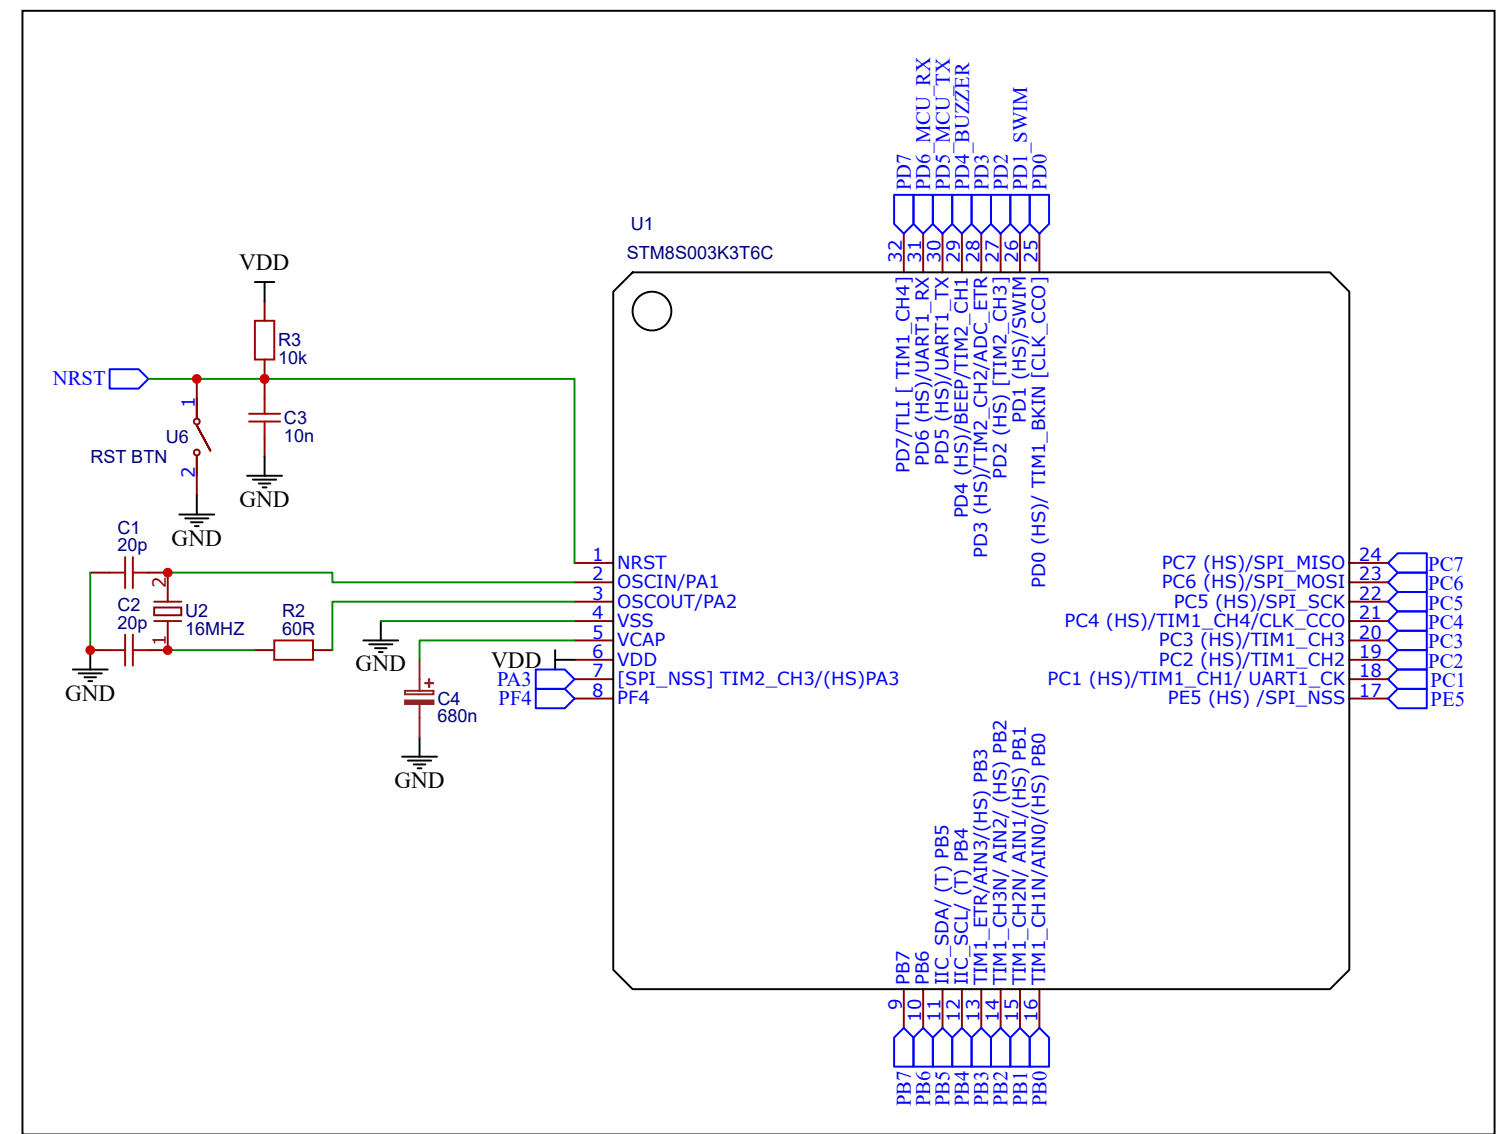 PD7
PD6_MCU_RX
PD5_MCU_TX
PD4_BUZZER
PD3
PD2
PD1_SWIM
PD0
U1
STM8S003K3T6C
32
31
30
29
28
27
26
25
PD7/TLI [ TIM1_CH4]
PD6 (HS)/UART1_RX
PD5 (HS)/UART1_TX
PD4 (HS)/BEEP/TIM2_CH1
PD3 (HS)/TIM2_CH2/ADC_ETR
PD2 (HS) [TIM2_CH3]
PD1 (HS)/SWIM
PD0 (HS)/ TIM1_BKIN [CLK_CCO]
VDD
R3
10k
NRST
1
U6
RST BTN
2
C3
10n
GND
GND
C1
20p
2
C2
20p
U2
16MHZ
1
R2
60R
GND
GND
VDD
PA3
PF4
+
C4
680n
GND
1 NRST
2 OSCIN/PA1
3 OSCOUT/PA2
4 VSS
5 VCAP
6 VDD
7 [SPI_NSS] TIM2_CH3/(HS)PA3
8 PF4
PC7 (HS)/SPI_MISO 24 PC7
PC6 (HS)/SPI_MOSI 23 PC6
PC5 (HS)/SPI_SCK 22 PC5
PC4 (HS)/TIM1_CH4/CLK_CCO 21 PC4
PC3 (HS)/TIM1_CH3 20 PC3
PC2 (HS)/TIM1_CH2 19 PC2
PC1 (HS)/TIM1_CH1/ UART1_CK 18 PC1
PE5 (HS) /SPI_NSS 17 PE5
PB7
PB6
IIC_SDA/ (T) PB5
IIC_SCL/ (T) PB4
TIM1_ETR/AIN3/(HS) PB3
TIM1_CH3N/ AIN2/ (HS) PB2
TIM1_CH2N/ AIN1/(HS) PB1
TIM1_CH1N/AIN0/(HS) PB0
9
10
11
12
13
14
15
16
PB7
PB6
PB5
PB4
PB3
PB2
PB1
PB0